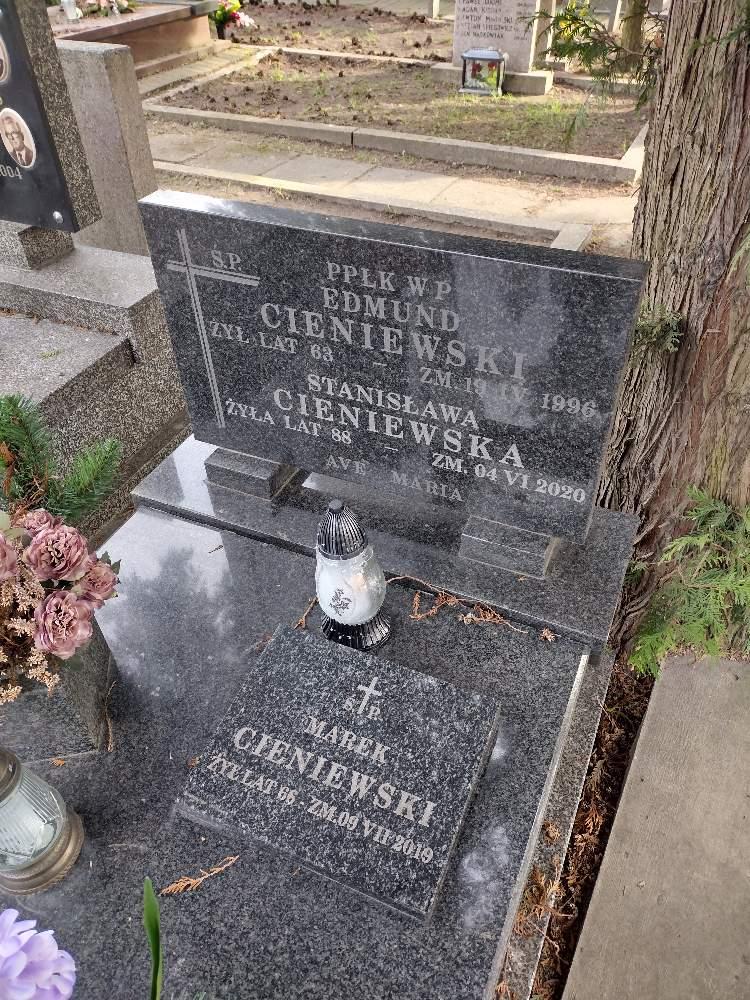 004
Ś.P.
PPŁK W.P.
EDMUND
CIENIEWSKI
ŻYŁ LAT 63 – ZM. 19 IV 1996
STANISŁAWA
CIENIEWSKA
ŻYŁA LAT 88 – ZM. 04 VI 2020
AVE MARIA
Ś.P.
MAREK
CIENIEWSKI
ŻYŁ LAT 66 - ZM. 09 VII 2019